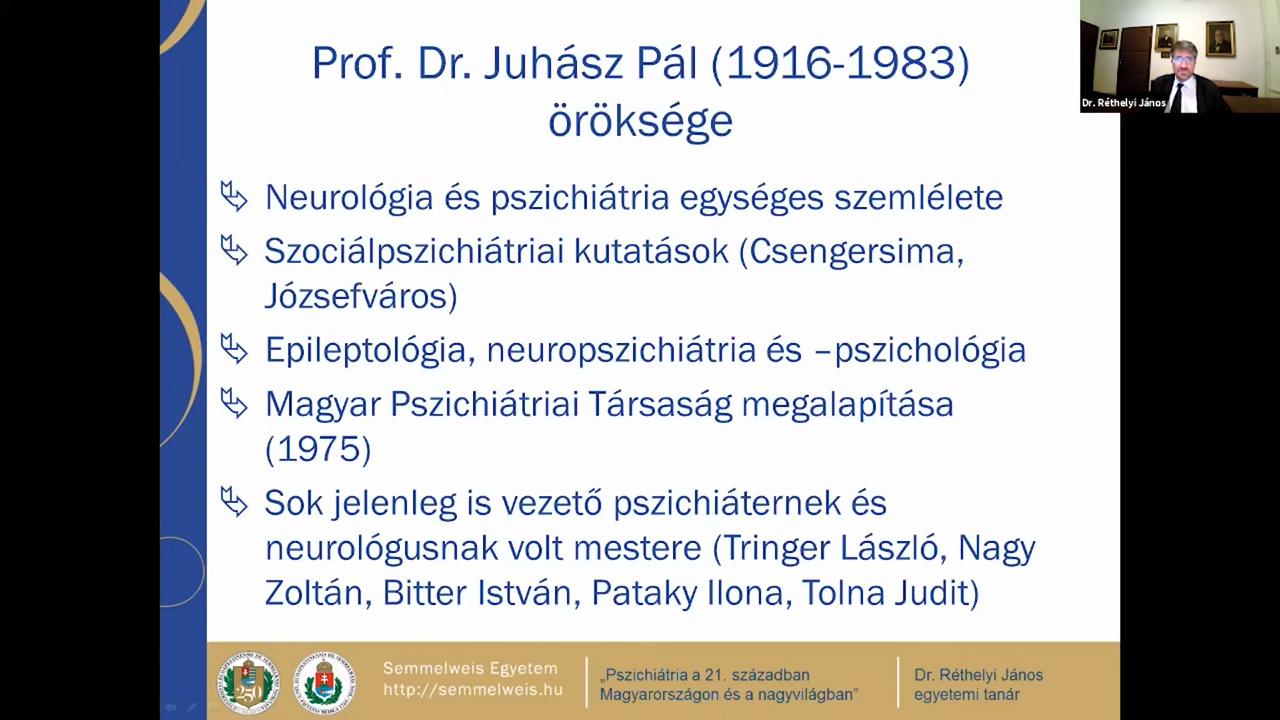 Prof. Dr. Juhász Pál (1916-1983)
öröksége
Dr. Réthelyi János
Neurológia és pszichiátria egységes szemlélete
Szociálpszichiátriai kutatások (Csengersima,
Józsefváros)
Epileptológia, neuropszichiátria és –pszichológia
Magyar Pszichiátriai Társaság megalapítása
(1975)
Sok jelenleg is vezető pszichiáternek és
neurológusnak volt mestere (Tringer László, Nagy
Zoltán, Bitter István, Pataky Ilona, Tolna Judit)
250
Semmelweis Egyetem
http://semmelweis.hu
„Pszichiátria a 21. században
Magyarországon és a nagyvilágban”
Dr. Réthelyi János
egyetemi tanár